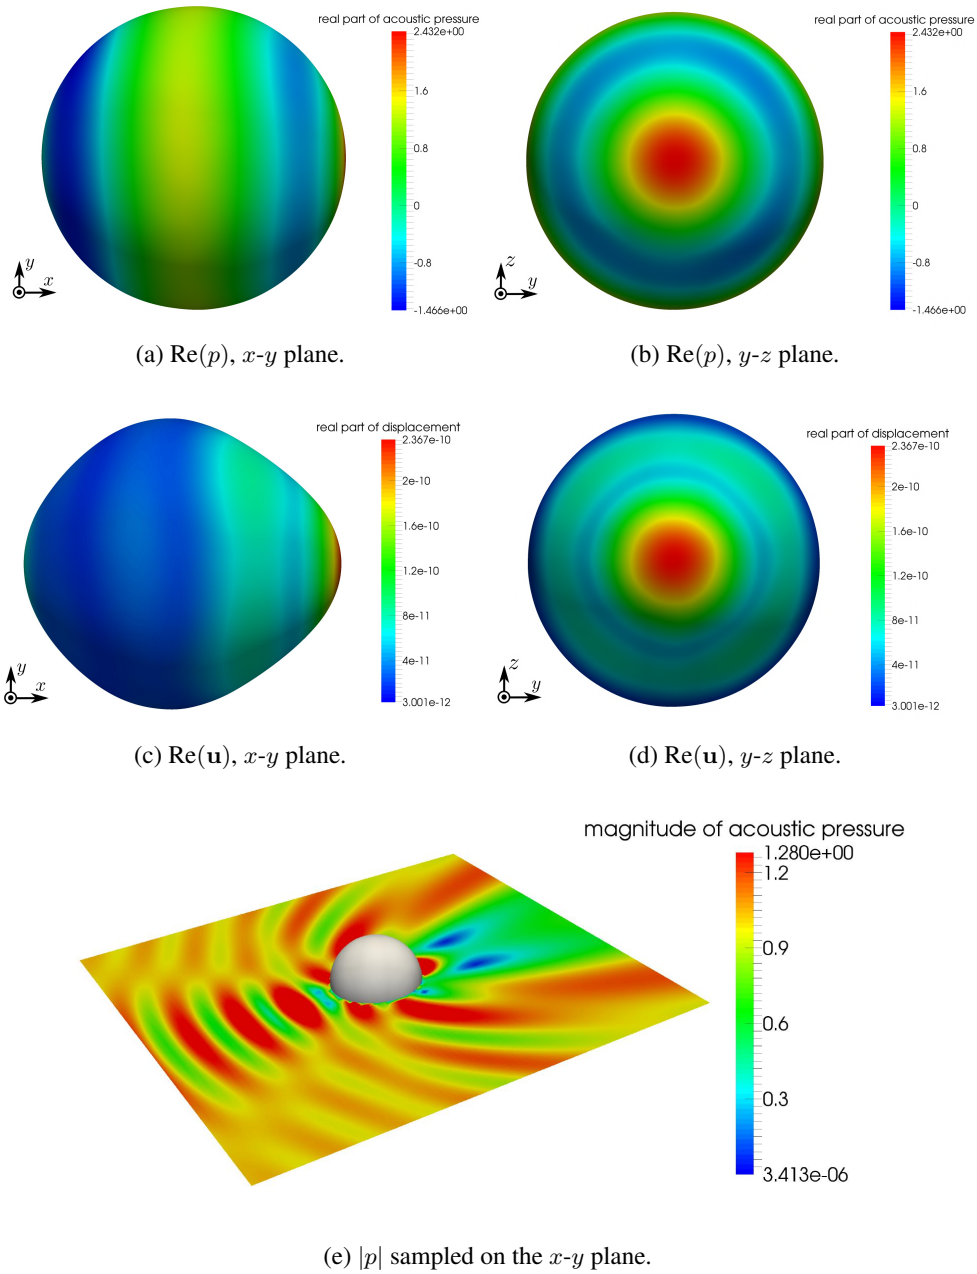 real part of acoustic pressure
2.432e+00
1.6
0.8
0
-0.8
-1.466e+00
y
x
(a) Re(p), x-y plane.
real part of acoustic pressure
2.432e+00
1.6
0.8
0
-0.8
-1.466e+00
z
y
(b) Re(p), y-z plane.
real part of displacement
2.367e-10
2e-10
1.6e-10
1.2e-10
8e-11
4e-11
3.001e-12
y
x
(c) Re(u), x-y plane.
real part of displacement
2.367e-10
2e-10
1.6e-10
1.2e-10
8e-11
4e-11
3.001e-12
z
y
(d) Re(u), y-z plane.
magnitude of acoustic pressure
1.280e+00
1.2
0.9
0.6
0.3
3.413e-06
(e) |p| sampled on the x-y plane.